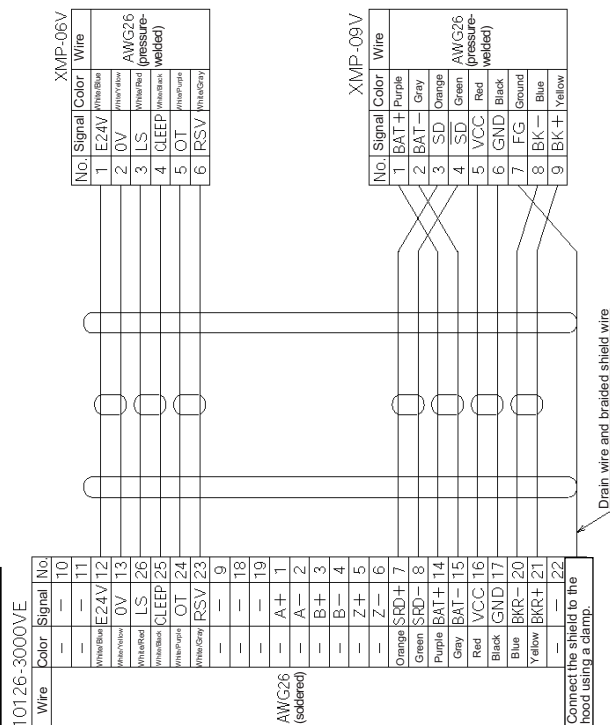 10126-3000VE
Wire Color Signal No.
AWG26
(soldered)
— — 10
— — 11
White/Blue E24V 12
White/Yellow 0V 13
White/Red LS 26
White/Black CLEEP 25
White/Purple OT 24
White/Gray RSV 23
— — 9
— — 18
— — 19
— A+ 1
— A− 2
— B+ 3
— B− 4
— Z+ 5
— Z− 6
Orange SRD+ 7
Green SRD− 8
Purple BAT+ 14
Gray BAT− 15
Red VCC 16
Black GND 17
Blue BKR− 20
Yellow BKR+ 21
— — 22
Connect the shield to the
hood using a clamp.
Drain wire and braided shield wire
XMP-06V
No. Signal Color Wire
1 E24V White/Blue
2 0V White/Yellow
3 LS White/Red
4 CLEEP White/Black
5 OT White/Purple
6 RSV White/Gray
AWG26
(pressure-
welded)
XMP-09V
No. Signal Color Wire
1 BAT+ Purple
2 BAT− Gray
3 SD Orange
4 S̅D̅ Green
5 VCC Red
6 GND Black
7 FG Ground
8 BK− Blue
9 BK+ Yellow
AWG26
(pressure-
welded)